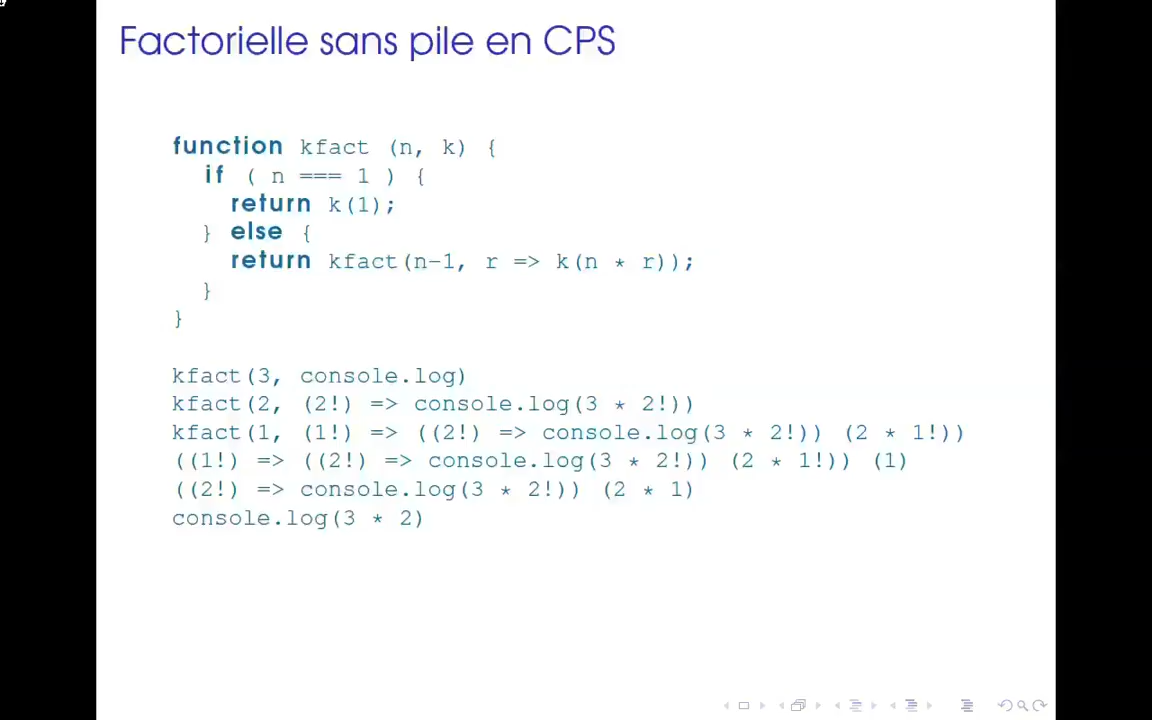 Factorielle sans pile en CPS
function kfact (n, k) {
if ( n === 1 ) {
return k(1);
} else {
return kfact(n-1, r => k(n * r));
}
}
kfact(3, console.log)
kfact(2, (2!) => console.log(3 * 2!))
kfact(1, (1!) => ((2!) => console.log(3 * 2!)) (2 * 1!))
((1!) => ((2!) => console.log(3 * 2!)) (2 * 1!)) (1)
((2!) => console.log(3 * 2!)) (2 * 1)
console.log(3 * 2)